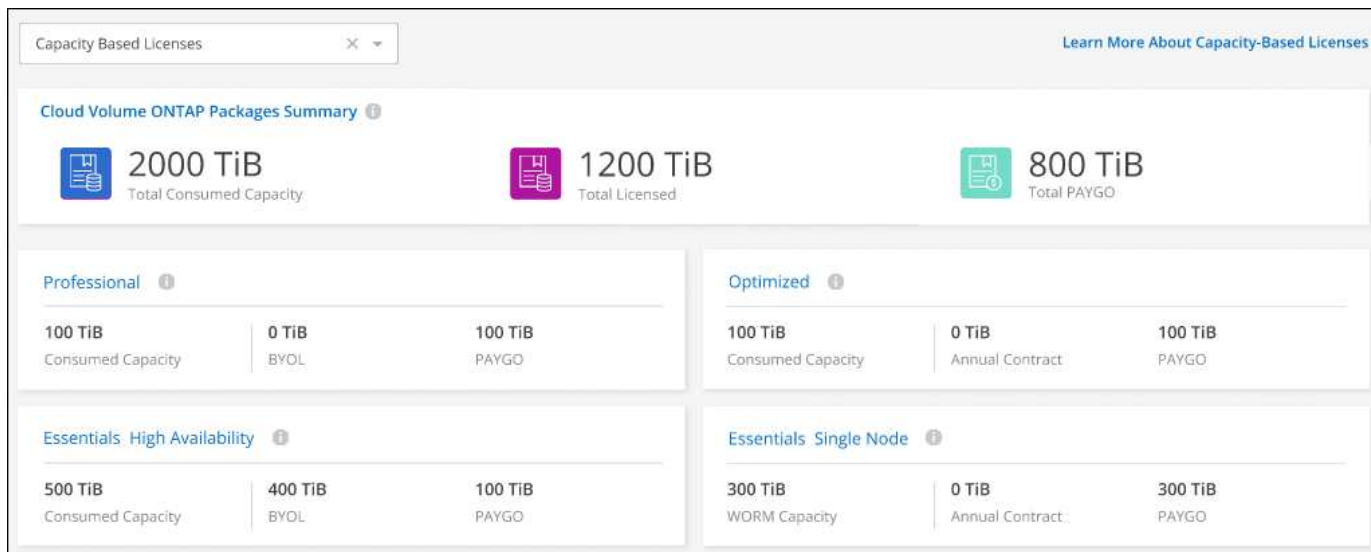 Capacity Based Licenses
Learn More About Capacity-Based Licenses
Cloud Volume ONTAP Packages Summary
2000 TiB
Total Consumed Capacity
1200 TiB
Total Licensed
800 TiB
Total PAYGO
Professional
100 TiB 0 TiB 100 TiB
Consumed Capacity BYOL PAYGO
Optimized
100 TiB 0 TiB 100 TiB
Consumed Capacity Annual Contract PAYGO
Essentials High Availability
500 TiB 400 TiB 100 TiB
Consumed Capacity BYOL PAYGO
Essentials Single Node
300 TiB 0 TiB 300 TiB
WORM Capacity Annual Contract PAYGO